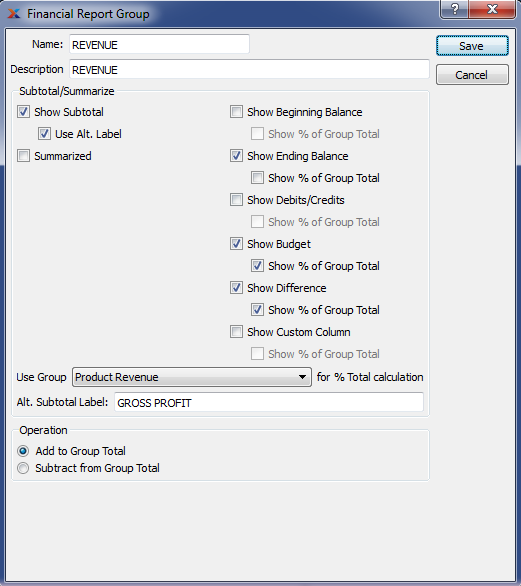 Financial Report Group
?
Name: REVENUE
Save
Description REVENUE
Cancel
Subtotal/Summarize
Show Subtotal
Show Beginning Balance
Use Alt. Label
Show % of Group Total
Summarized
Show Ending Balance
Show % of Group Total
Show Debits/Credits
Show % of Group Total
Show Budget
Show % of Group Total
Show Difference
Show % of Group Total
Show Custom Column
Show % of Group Total
Use Group Product Revenue for % Total calculation
Alt. Subtotal Label: GROSS PROFIT
Operation
Add to Group Total
Subtract from Group Total